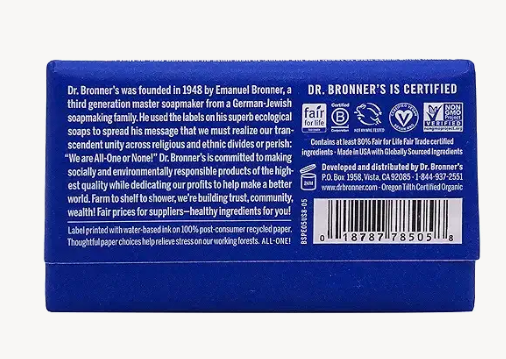 Dr. Bronner's was founded in 1948 by Emanuel Bronner, a
third generation master soapmaker from a German-Jewish
soapmaking family. He used the labels on his superb ecological
soaps to spread his message that we must realize our tran-
scendent unity across religious and ethnic divides or perish:
"We are All-One or None!" Dr. Bronner's is committed to making
socially and environmentally responsible products of the high-
est quality while dedicating our profits to help make a better
world. Farm to shelf to shower, we're building trust, community,
wealth! Fair prices for suppliers—healthy ingredients for you!
Label printed with water-based ink on 100% post-consumer recycled paper.
Thoughtful paper choices help relieve stress on our working forests. ALL-ONE!
DR. BRONNER'S IS CERTIFIED
fair
for life
Certified
B
Corporation
V
NON
GMO
Project
VERIFIED
Contains at least 80% Fair for Life Fair Trade certified
ingredients · Made in USA with Globally Sourced Ingredients
Developed and distributed by Dr. Bronner's
P.O. Box 1958, Vista, CA 92085 · 1-844-937-2551
www.drbronner.com · Oregon Tilth Certified Organic
BSPE05USB-05
0 18787 78505 8